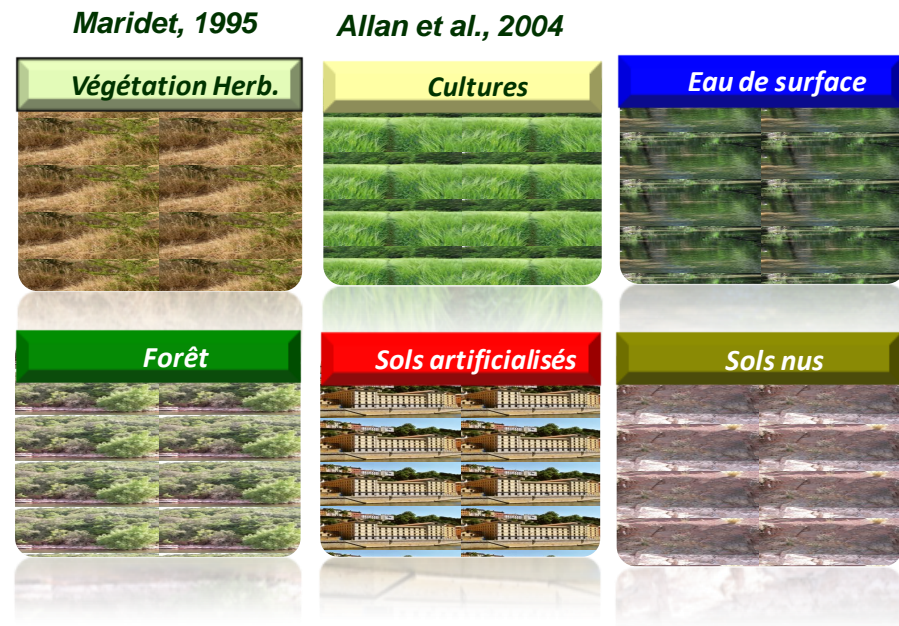 Maridet, 1995 Allan et al., 2004
Végétation Herb.
Cultures
Eau de surface
Forêt
Sols artificialisés
Sols nus